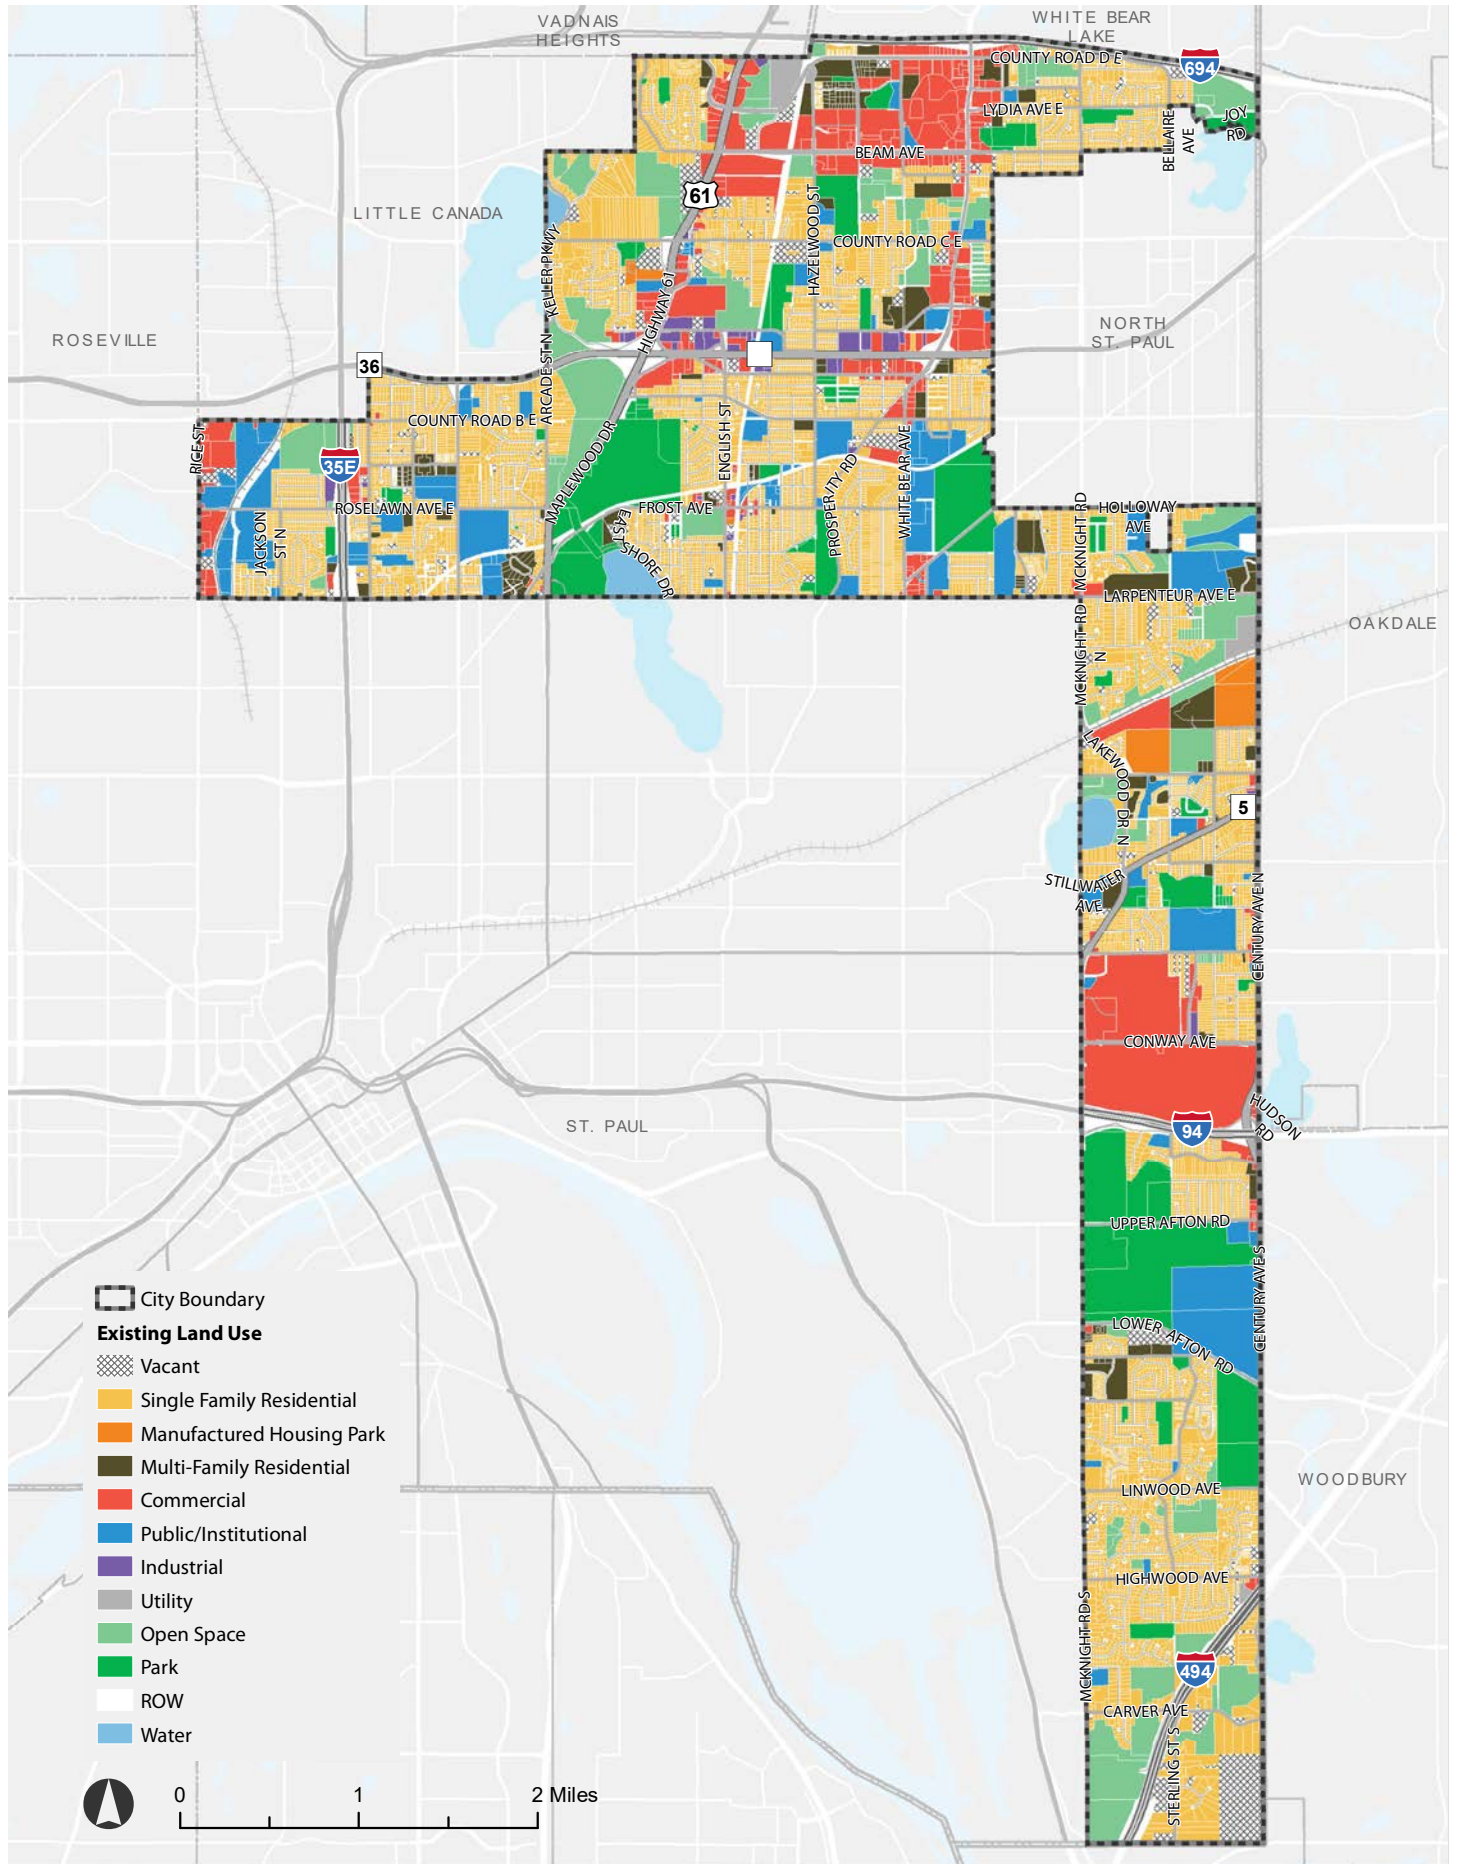 VADNAIS
HEIGHTS
WHITE BEAR
LAKE
COUNTY ROAD D E
694
LYDIA AVE E
JOY
RD
BELLAIRE
AVE
BEAM AVE
61
LITTLE CANADA
HAZELWOOD ST
COUNTY ROAD C E
KELLER PKWY
HIGHWAY 61
ROSEVILLE
NORTH
ST. PAUL
36
ARCADE ST N
COUNTY ROAD B E
RICE ST
35E
MAPLEWOOD DR
ENGLISH ST
PROSPERITY RD
WHITE BEAR AVE
ROSELAWN AVE E
FROST AVE
JACKSON
ST N
EAST
SHORE DR
MCKNIGHT RD
HOLLOWAY
AVE
LARPENTEUR AVE E
OAKDALE
MCKNIGHT RD
N
LAKEWOOD DR N
5
STILLWATER
AVE
CENTURY AVE N
CONWAY AVE
HUDSON
RD
94
ST. PAUL
UPPER AFTON RD
CENTURY AVE S
LOWER AFTON RD
WOODBURY
LINWOOD AVE
HIGHWOOD AVE
MCKNIGHT RD S
494
CARVER AVE
STERLING ST S
City Boundary
Existing Land Use
Vacant
Single Family Residential
Manufactured Housing Park
Multi-Family Residential
Commercial
Public/Institutional
Industrial
Utility
Open Space
Park
ROW
Water
0 1 2 Miles